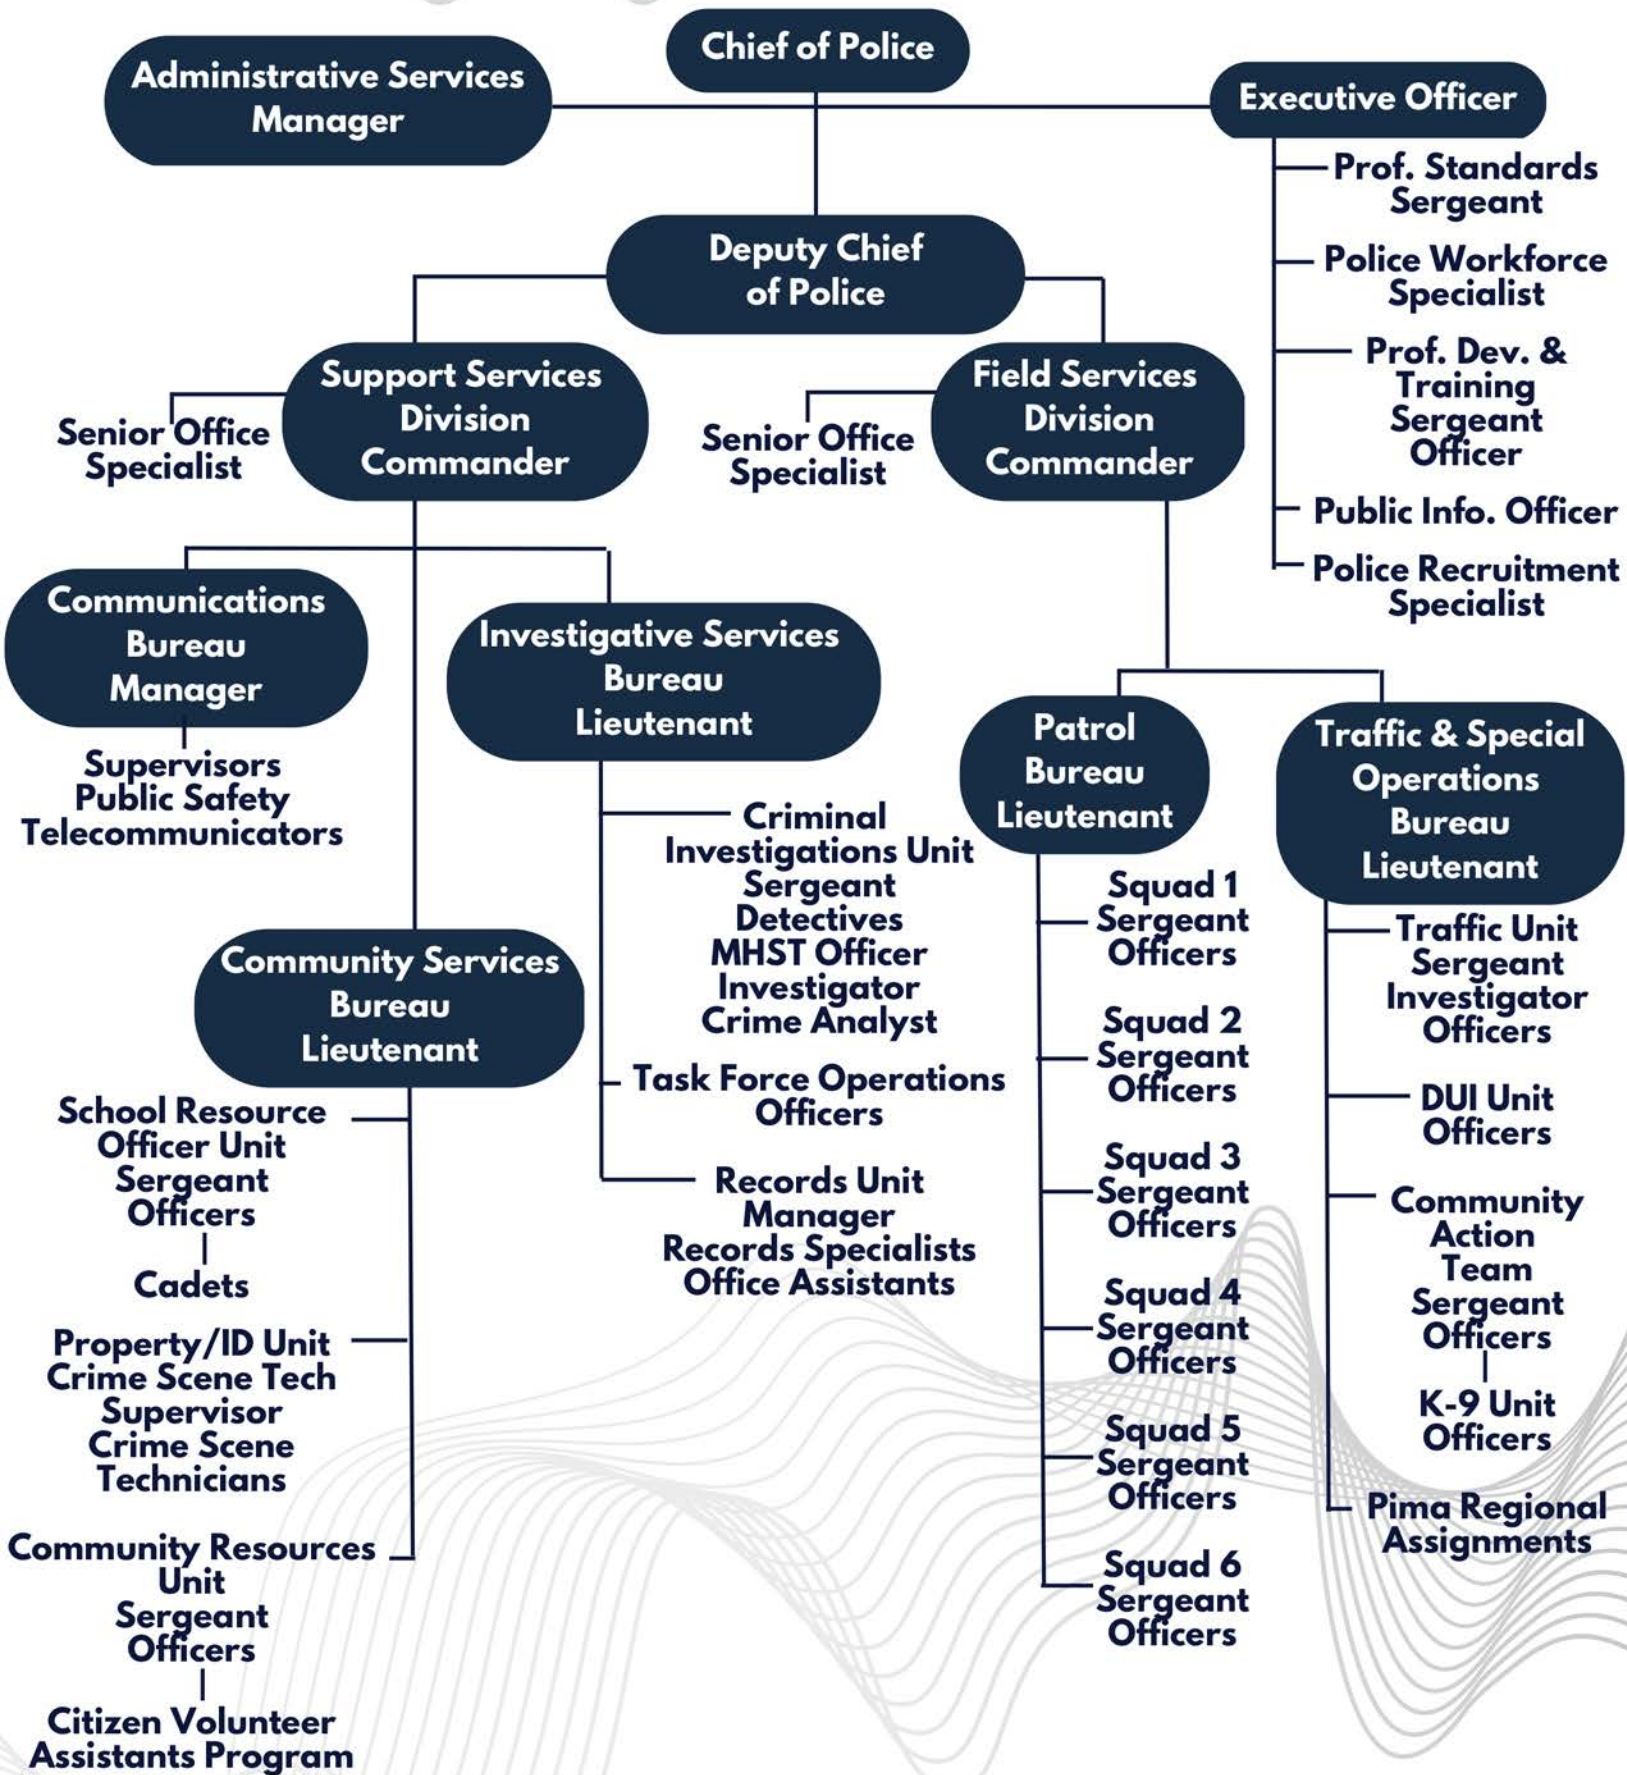 Chief of Police
Administrative Services
Manager
Executive Officer
Prof. Standards
Sergeant
Police Workforce
Specialist
Prof. Dev. &
Training
Sergeant
Officer
Public Info. Officer
Police Recruitment
Specialist
Deputy Chief
of Police
Support Services
Division
Commander
Senior Office
Specialist
Field Services
Division
Commander
Senior Office
Specialist
Communications
Bureau
Manager
Supervisors
Public Safety
Telecommunicators
Investigative Services
Bureau
Lieutenant
Criminal
Investigations Unit
Sergeant
Detectives
MHST Officer
Investigator
Crime Analyst
Task Force Operations
Officers
Records Unit
Manager
Records Specialists
Office Assistants
Community Services
Bureau
Lieutenant
School Resource
Officer Unit
Sergeant
Officers
Cadets
Property/ID Unit
Crime Scene Tech
Supervisor
Crime Scene
Technicians
Community Resources
Unit
Sergeant
Officers
Citizen Volunteer
Assistants Program
Patrol
Bureau
Lieutenant
Squad 1
Sergeant
Officers
Squad 2
Sergeant
Officers
Squad 3
Sergeant
Officers
Squad 4
Sergeant
Officers
Squad 5
Sergeant
Officers
Squad 6
Sergeant
Officers
Traffic & Special
Operations
Bureau
Lieutenant
Traffic Unit
Sergeant
Investigator
Officers
DUI Unit
Officers
Community
Action
Team
Sergeant
Officers
K-9 Unit
Officers
Pima Regional
Assignments